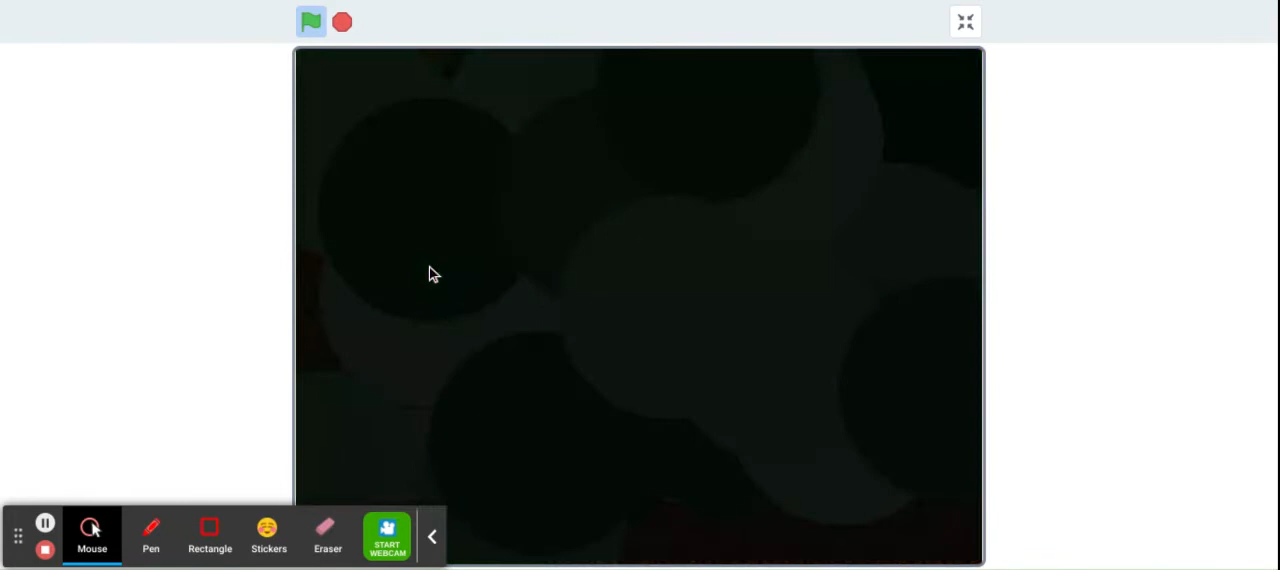 Mouse
Pen
Rectangle
Stickers
Eraser
START
WEBCAM